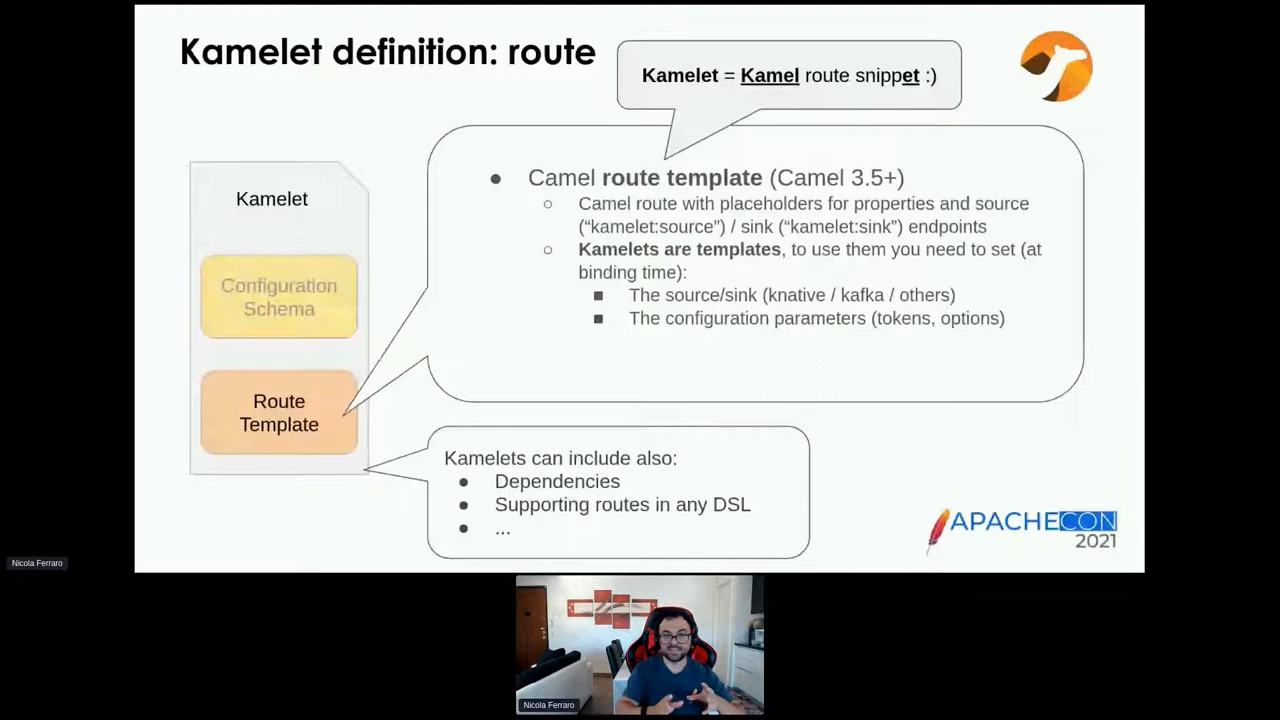 Kamelet definition: route
Kamelet = Kamel route snippet :)
Kamelet
Configuration
Schema
Route
Template
● Camel route template (Camel 3.5+)
○ Camel route with placeholders for properties and source
(“kamelet:source”) / sink (“kamelet:sink”) endpoints
○ Kamelets are templates, to use them you need to set (at
binding time):
■ The source/sink (knative / kafka / others)
■ The configuration parameters (tokens, options)
Kamelets can include also:
● Dependencies
● Supporting routes in any DSL
● ...
APACHECON
2021
Nicola Ferraro
Nicola Ferraro